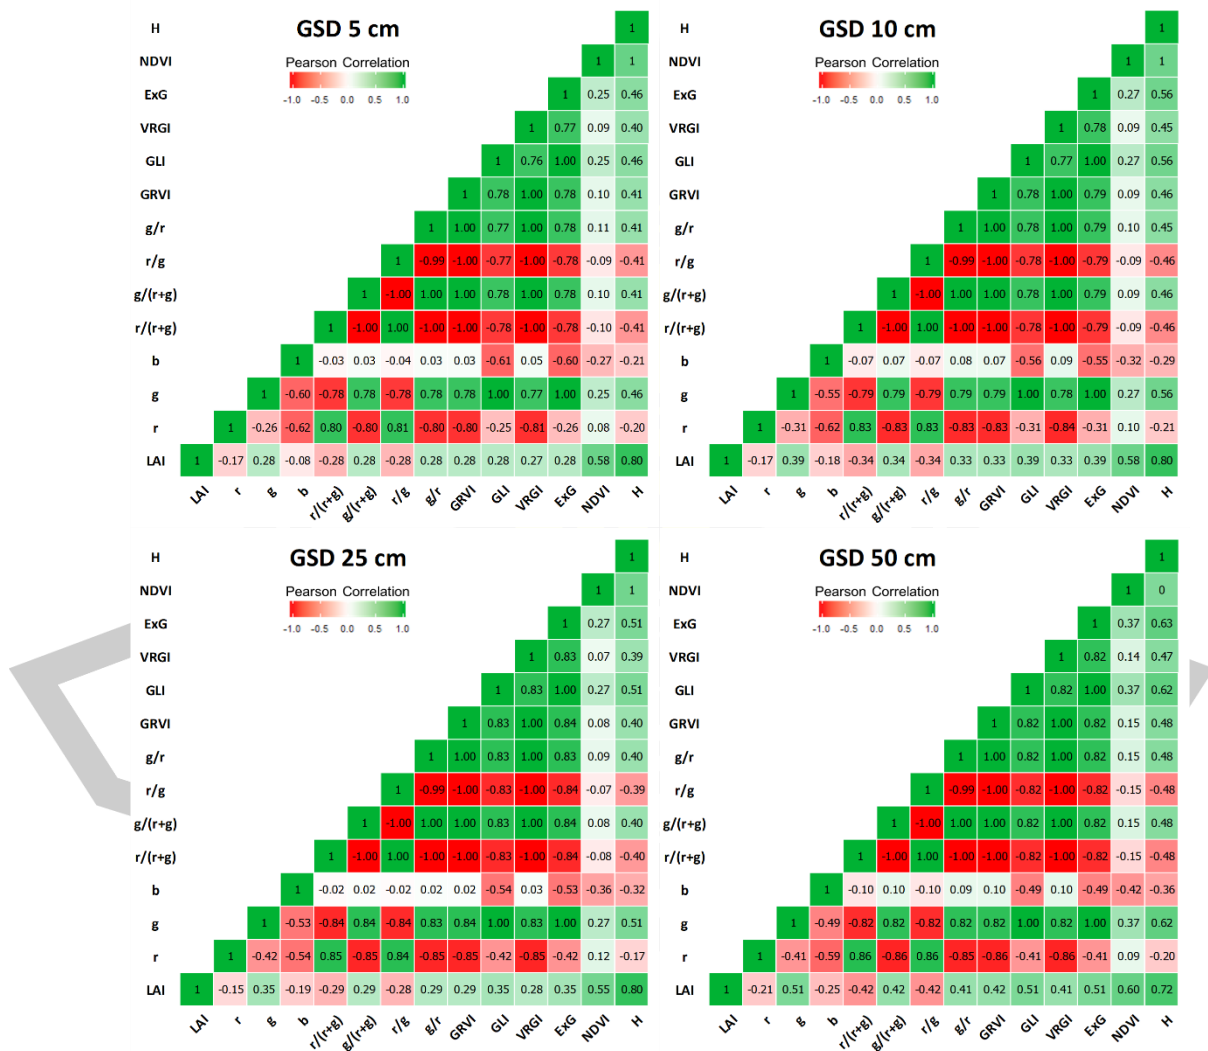 GSD 5 cm
Pearson Correlation
-1.0 -0.5 0.0 0.5 1.0
H 1
NDVI 1 1
ExG 1 0.25 0.46
VRGI 1 0.77 0.09 0.40
GLI 1 0.76 1.00 0.25 0.46
GRVI 1 0.78 1.00 0.78 0.10 0.41
g/r 1 1.00 0.77 1.00 0.78 0.11 0.41
r/g 1 -0.99 -1.00 -0.77 -1.00 -0.78 -0.09 -0.41
g/(r+g) 1 -1.00 1.00 1.00 0.78 1.00 0.78 0.10 0.41
r/(r+g) 1 -1.00 1.00 -1.00 -1.00 -0.78 -1.00 -0.78 -0.10 -0.41
b 1 -0.03 0.03 -0.04 0.03 0.03 -0.61 0.05 -0.60 -0.27 -0.21
g 1 -0.60 -0.78 0.78 -0.78 0.78 0.78 1.00 0.77 1.00 0.25 0.46
r 1 -0.26 -0.62 0.80 -0.80 0.81 -0.80 -0.80 -0.25 -0.81 -0.26 0.08 -0.20
LAI 1 -0.17 0.28 -0.08 -0.28 0.28 -0.28 0.28 0.28 0.28 0.27 0.28 0.58 0.80
LAI r g b r/(r+g) g/(r+g) r/g g/r GRVI GLI VRGI ExG NDVI H
GSD 10 cm
Pearson Correlation
-1.0 -0.5 0.0 0.5 1.0
H 1
NDVI 1 1
ExG 1 0.27 0.56
VRGI 1 0.78 0.09 0.45
GLI 1 0.77 1.00 0.27 0.56
GRVI 1 0.78 1.00 0.79 0.09 0.46
g/r 1 1.00 0.78 1.00 0.79 0.10 0.45
r/g 1 -0.99 -1.00 -0.78 -1.00 -0.79 -0.09 -0.46
g/(r+g) 1 -1.00 1.00 1.00 0.78 1.00 0.79 0.09 0.46
r/(r+g) 1 -1.00 1.00 -1.00 -1.00 -0.78 -1.00 -0.79 -0.09 -0.46
b 1 -0.07 0.07 -0.07 0.08 0.07 -0.56 0.09 -0.55 -0.32 -0.29
g 1 -0.55 -0.79 0.79 -0.79 0.79 0.79 1.00 0.78 1.00 0.27 0.56
r 1 -0.31 -0.62 0.83 -0.83 0.83 -0.83 -0.83 -0.31 -0.84 -0.31 0.10 -0.21
LAI 1 -0.17 0.39 -0.18 -0.34 0.34 -0.34 0.33 0.33 0.39 0.33 0.39 0.58 0.80
LAI r g b r/(r+g) g/(r+g) r/g g/r GRVI GLI VRGI ExG NDVI H
GSD 25 cm
Pearson Correlation
-1.0 -0.5 0.0 0.5 1.0
H 1
NDVI 1 1
ExG 1 0.27 0.51
VRGI 1 0.83 0.07 0.39
GLI 1 0.83 1.00 0.27 0.51
GRVI 1 0.83 1.00 0.84 0.08 0.40
g/r 1 1.00 0.83 1.00 0.83 0.09 0.40
r/g 1 -0.99 -1.00 -0.83 -1.00 -0.84 -0.07 -0.39
g/(r+g) 1 -1.00 1.00 1.00 0.83 1.00 0.84 0.08 0.40
r/(r+g) 1 -1.00 1.00 -1.00 -1.00 -0.83 -1.00 -0.84 -0.08 -0.40
b 1 -0.02 0.02 -0.02 0.02 0.02 -0.54 0.03 -0.53 -0.36 -0.32
g 1 -0.53 -0.84 0.84 -0.84 0.83 0.84 1.00 0.83 1.00 0.27 0.51
r 1 -0.42 -0.54 0.85 -0.85 0.84 -0.85 -0.85 -0.42 -0.85 -0.42 0.12 -0.17
LAI 1 -0.15 0.35 -0.19 -0.29 0.29 -0.28 0.29 0.29 0.35 0.28 0.35 0.55 0.80
LAI r g b r/(r+g) g/(r+g) r/g g/r GRVI GLI VRGI ExG NDVI H
GSD 50 cm
Pearson Correlation
-1.0 -0.5 0.0 0.5 1.0
H 1
NDVI 1 0
ExG 1 0.37 0.63
VRGI 1 0.82 0.14 0.47
GLI 1 0.82 1.00 0.37 0.62
GRVI 1 0.82 1.00 0.82 0.15 0.48
g/r 1 1.00 0.82 1.00 0.82 0.15 0.48
r/g 1 -0.99 -1.00 -0.82 -1.00 -0.82 -0.15 -0.48
g/(r+g) 1 -1.00 1.00 1.00 0.82 1.00 0.82 0.15 0.48
r/(r+g) 1 -1.00 1.00 -1.00 -1.00 -0.82 -1.00 -0.82 -0.15 -0.48
b 1 -0.10 0.10 -0.10 0.09 0.10 -0.49 0.10 -0.49 -0.42 -0.36
g 1 -0.49 -0.82 0.82 -0.82 0.82 0.82 1.00 0.82 1.00 0.37 0.62
r 1 -0.41 -0.59 0.86 -0.86 0.86 -0.85 -0.86 -0.41 -0.86 -0.41 0.09 -0.20
LAI 1 -0.21 0.51 -0.25 -0.42 0.42 -0.42 0.41 0.42 0.51 0.41 0.51 0.60 0.72
LAI r g b r/(r+g) g/(r+g) r/g g/r GRVI GLI VRGI ExG NDVI H